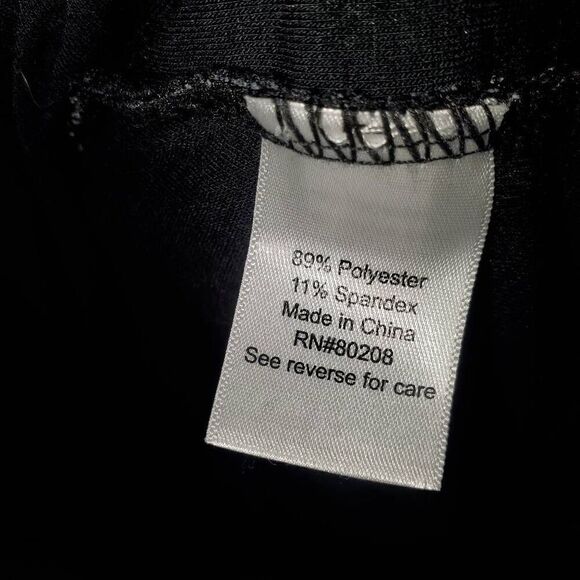 89% Polyester
11% Spandex
Made in China
RN#80208
See reverse for care